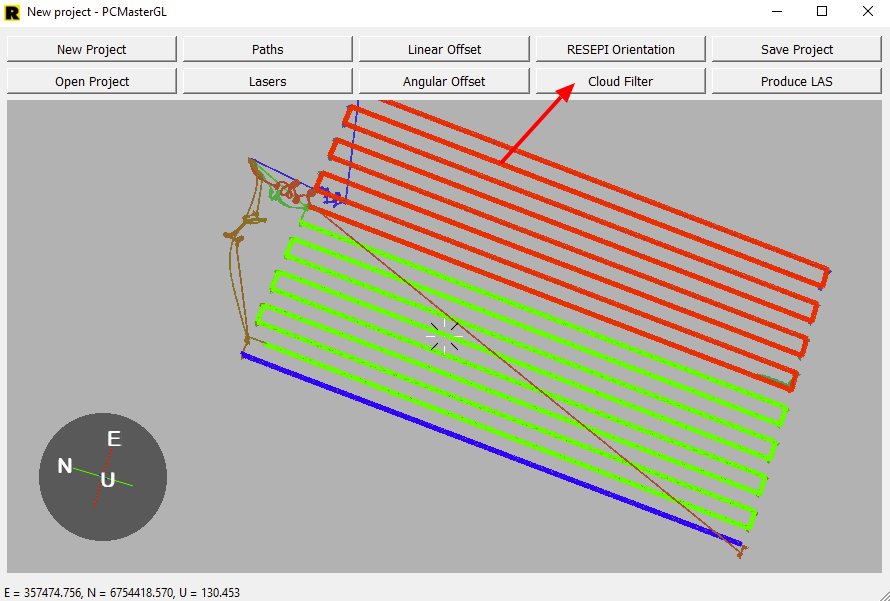 R New project - PCMasterGL
New Project Paths Linear Offset RESEPI Orientation Save Project
Open Project Lasers Angular Offset Cloud Filter Produce LAS
E
N
U
E = 357474.756, N = 6754418.570, U = 130.453